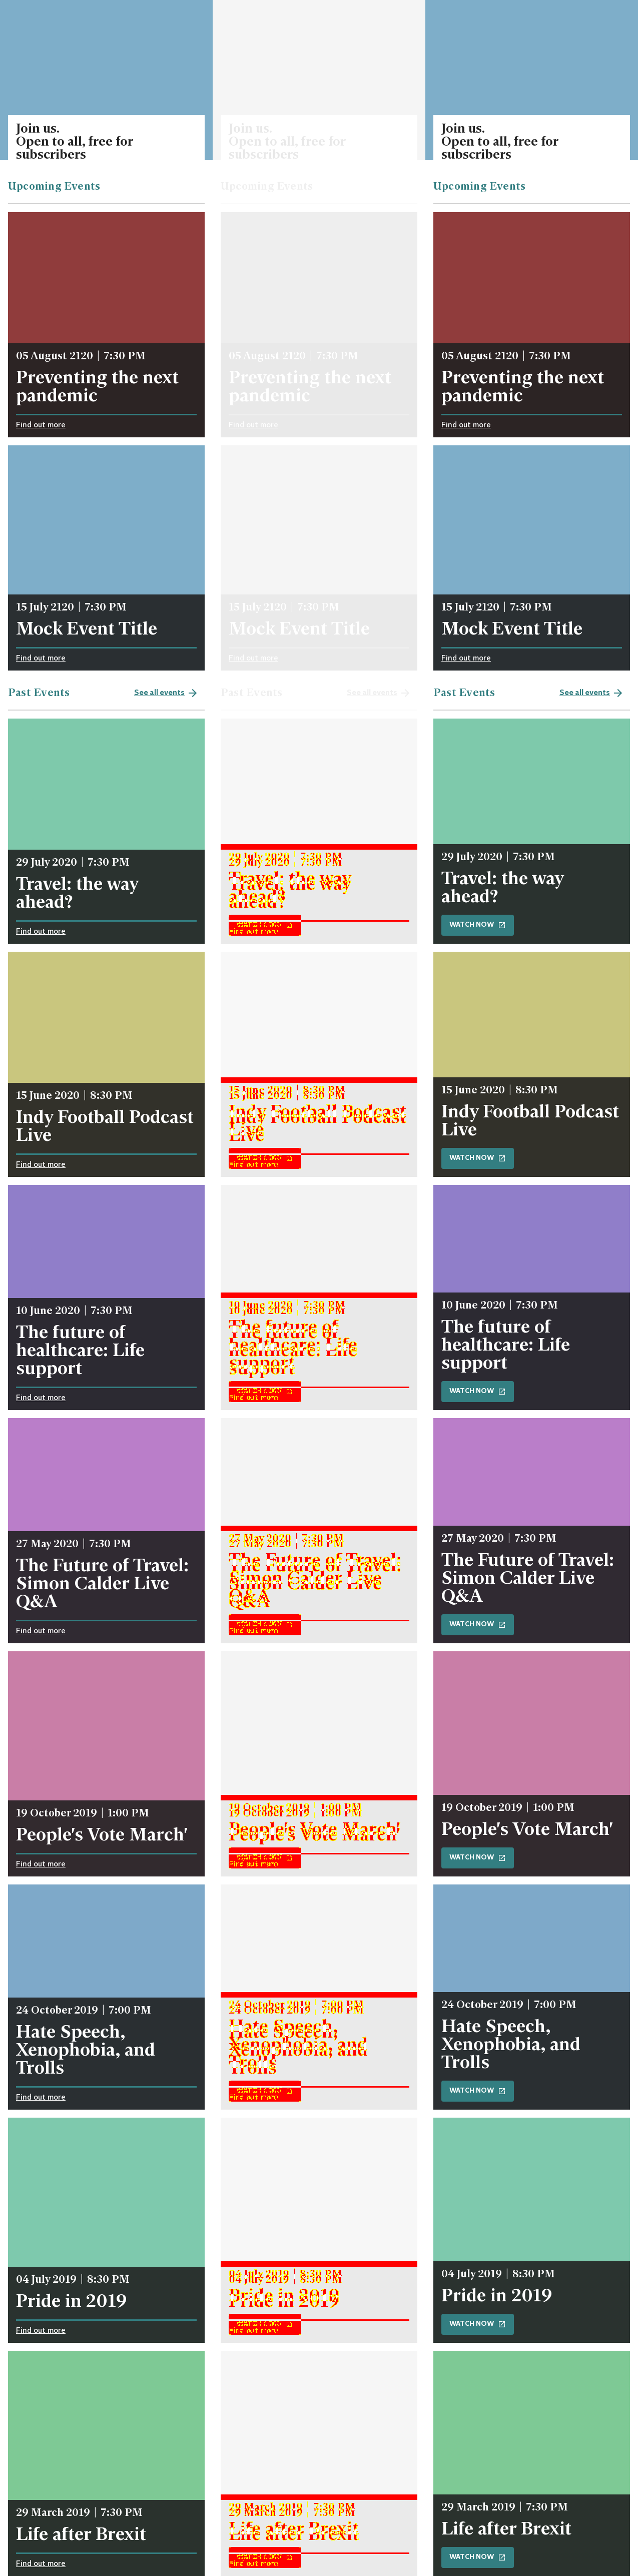 Join us.
Open to all, free for
subscribers
Upcoming Events
05 August 2120 | 7:30 PM
Preventing the next
pandemic
Find out more
15 July 2120 | 7:30 PM
Mock Event Title
Find out more
Past Events
See all events
29 July 2020 | 7:30 PM
Travel: the way
ahead?
Find out more
15 June 2020 | 8:30 PM
Indy Football Podcast
Live
Find out more
10 June 2020 | 7:30 PM
The future of
healthcare: Life
support
Find out more
27 May 2020 | 7:30 PM
The Future of Travel:
Simon Calder Live
Q&A
Find out more
19 October 2019 | 1:00 PM
People's Vote March'
Find out more
24 October 2019 | 7:00 PM
Hate Speech,
Xenophobia, and
Trolls
Find out more
04 July 2019 | 8:30 PM
Pride in 2019
Find out more
29 March 2019 | 7:30 PM
Life after Brexit
Find out more
Join us.
Open to all, free for
subscribers
Upcoming Events
05 August 2120 | 7:30 PM
Preventing the next
pandemic
Find out more
15 July 2120 | 7:30 PM
Mock Event Title
Find out more
Past Events
See all events
29 July 2020 | 7:30 PM
Travel: the way
ahead?
Find out more
15 June 2020 | 8:30 PM
Indy Football Podcast
Live
Find out more
10 June 2020 | 7:30 PM
The future of
healthcare: Life
support
Find out more
27 May 2020 | 7:30 PM
The Future of Travel:
Simon Calder Live
Q&A
Find out more
19 October 2019 | 1:00 PM
People's Vote March'
Find out more
24 October 2019 | 7:00 PM
Hate Speech,
Xenophobia, and
Trolls
Find out more
04 July 2019 | 8:30 PM
Pride in 2019
Find out more
29 March 2019 | 7:30 PM
Life after Brexit
Find out more
Join us.
Open to all, free for
subscribers
Upcoming Events
05 August 2120 | 7:30 PM
Preventing the next
pandemic
Find out more
15 July 2120 | 7:30 PM
Mock Event Title
Find out more
Past Events
See all events
29 July 2020 | 7:30 PM
Travel: the way
ahead?
WATCH NOW
15 June 2020 | 8:30 PM
Indy Football Podcast
Live
WATCH NOW
10 June 2020 | 7:30 PM
The future of
healthcare: Life
support
WATCH NOW
27 May 2020 | 7:30 PM
The Future of Travel:
Simon Calder Live
Q&A
WATCH NOW
19 October 2019 | 1:00 PM
People's Vote March'
WATCH NOW
24 October 2019 | 7:00 PM
Hate Speech,
Xenophobia, and
Trolls
WATCH NOW
04 July 2019 | 8:30 PM
Pride in 2019
WATCH NOW
29 March 2019 | 7:30 PM
Life after Brexit
WATCH NOW